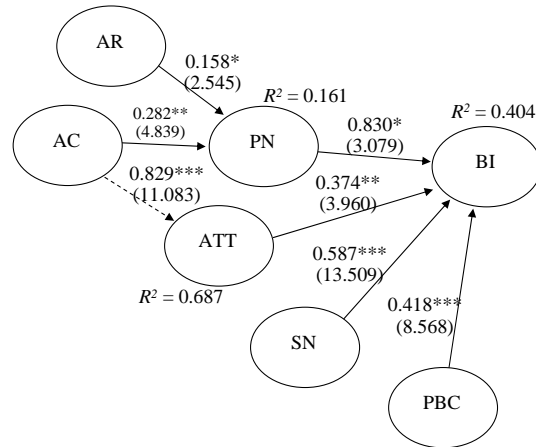 AR
0.158*
(2.545)
R² = 0.161
R² = 0.404
AC
0.282**
(4.839)
PN
0.830*
(3.079)
BI
0.829***
(11.083)
0.374**
(3.960)
ATT
R² = 0.687
0.587***
(13.509)
SN
0.418***
(8.568)
PBC